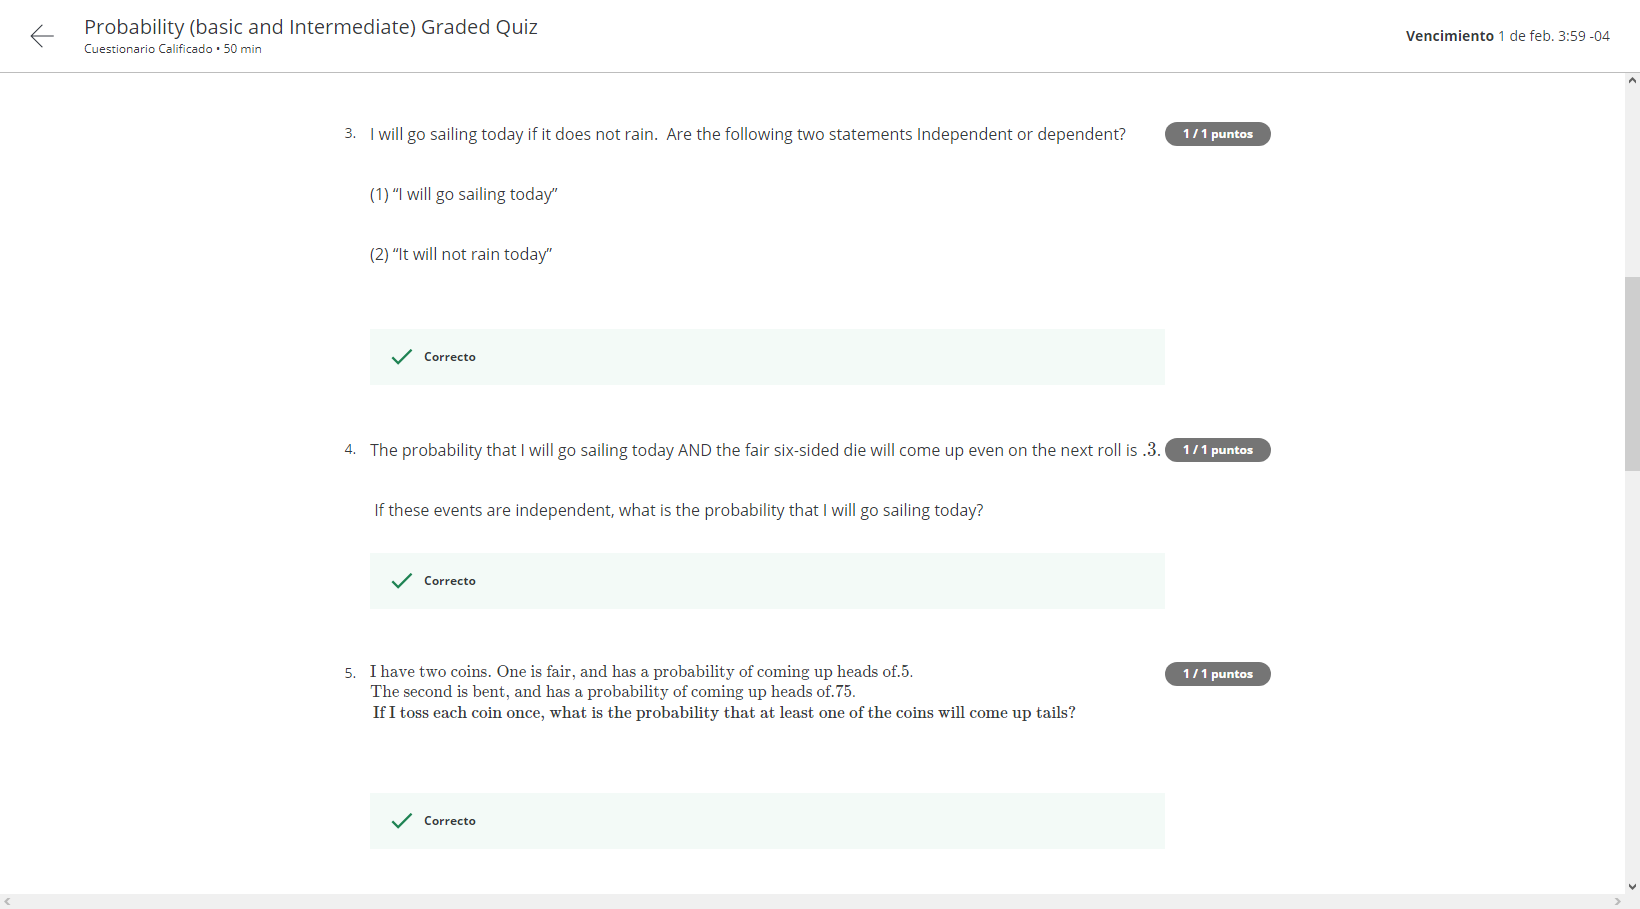 Probability (basic and Intermediate) Graded Quiz
Cuestionario Calificado • 50 min
Vencimiento 1 de feb. 3:59 -04
3. I will go sailing today if it does not rain.  Are the following two statements Independent or dependent?
1 / 1 puntos
(1) “I will go sailing today”
(2) “It will not rain today”
Correcto
4. The probability that I will go sailing today AND the fair six-sided die will come up even on the next roll is .3.
1 / 1 puntos
If these events are independent, what is the probability that I will go sailing today?
Correcto
5. I have two coins. One is fair, and has a probability of coming up heads of.5.
1 / 1 puntos
The second is bent, and has a probability of coming up heads of.75.
If I toss each coin once, what is the probability that at least one of the coins will come up tails?
Correcto